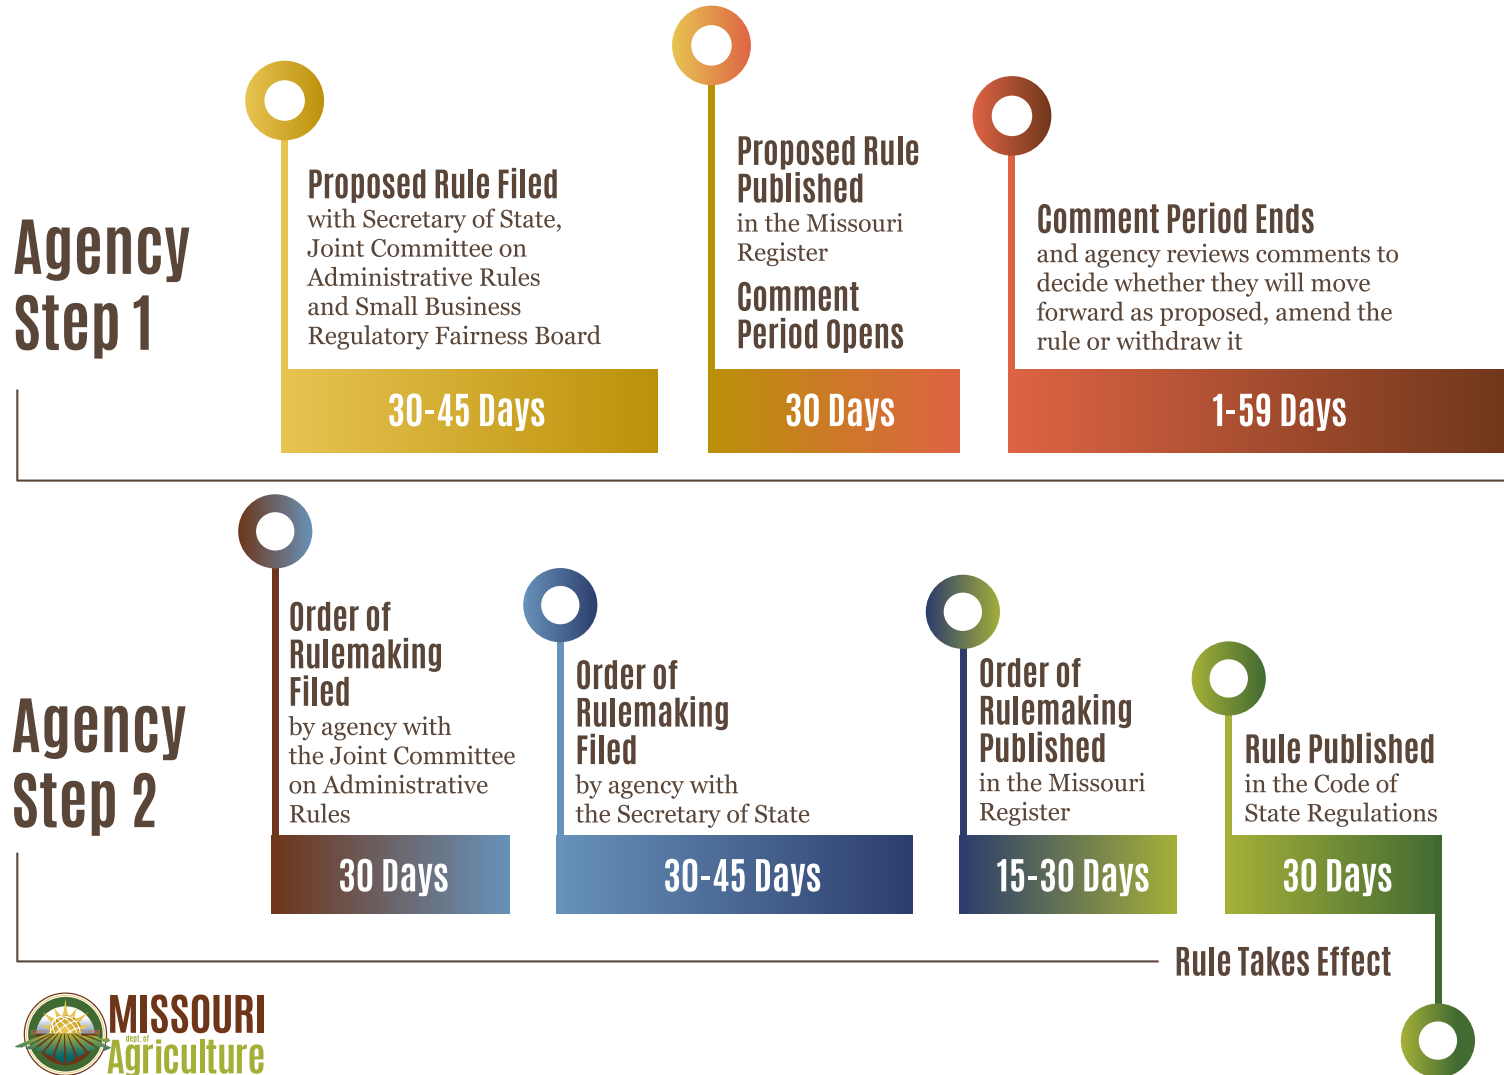 Agency
Step 1
Proposed Rule Filed
with Secretary of State,
Joint Committee on
Administrative Rules
and Small Business
Regulatory Fairness Board
30-45 Days
Proposed Rule
Published
in the Missouri
Register
Comment
Period Opens
30 Days
Comment Period Ends
and agency reviews comments to
decide whether they will move
forward as proposed, amend the
rule or withdraw it
1-59 Days
Agency
Step 2
Order of
Rulemaking
Filed
by agency with
the Joint Committee
on Administrative
Rules
30 Days
Order of
Rulemaking
Filed
by agency with
the Secretary of State
30-45 Days
Order of
Rulemaking
Published
in the Missouri
Register
15-30 Days
Rule Published
in the Code of
State Regulations
30 Days
Rule Takes Effect
MISSOURI
dept. of
Agriculture